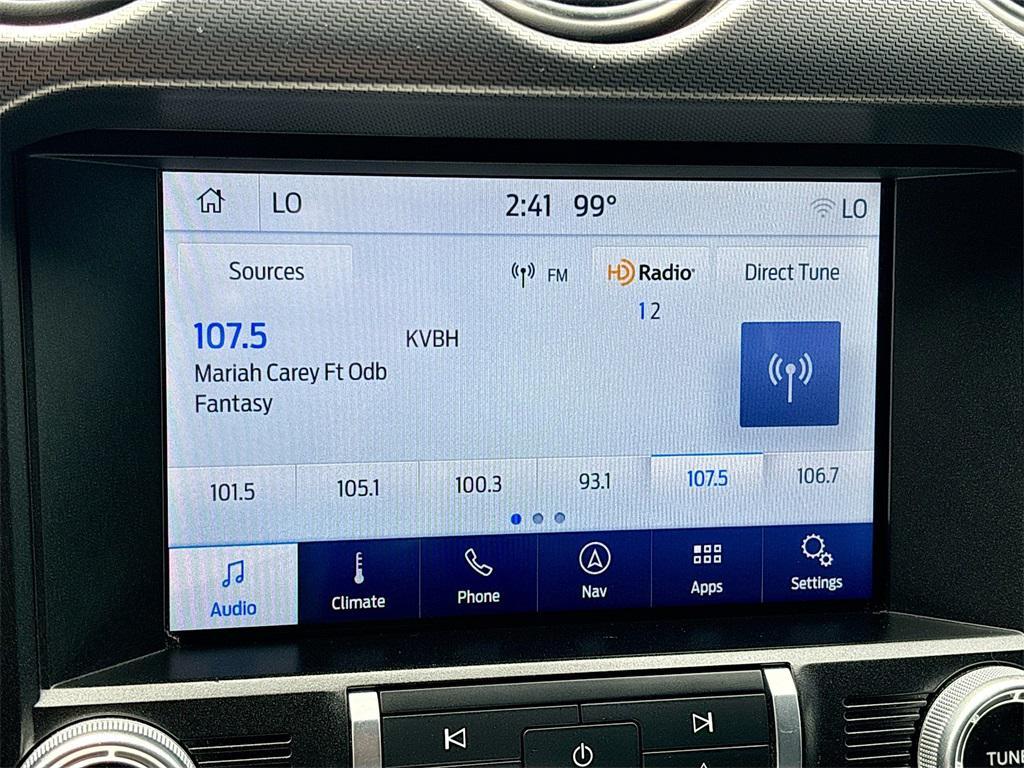 LO 2:41 99° LO
Sources FM HD Radio Direct Tune
1 2
107.5 KVBH
Mariah Carey Ft Odb
Fantasy
101.5 105.1 100.3 93.1 107.5 106.7
Audio Climate Phone Nav Apps Settings